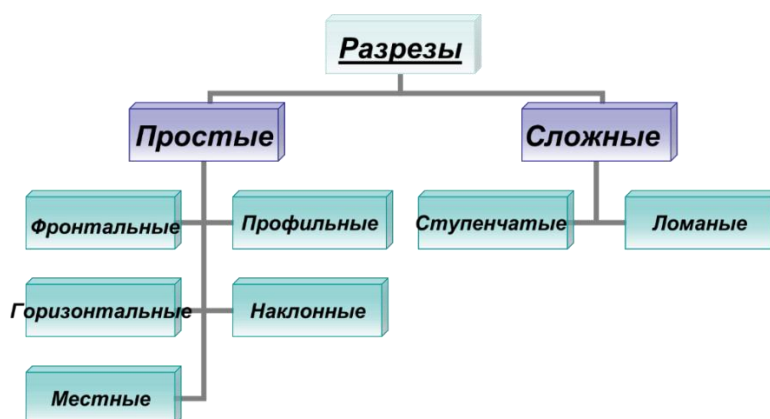 Разрезы
Простые
Сложные
Фронтальные
Профильные
Ступенчатые
Ломаные
Горизонтальные
Наклонные
Местные